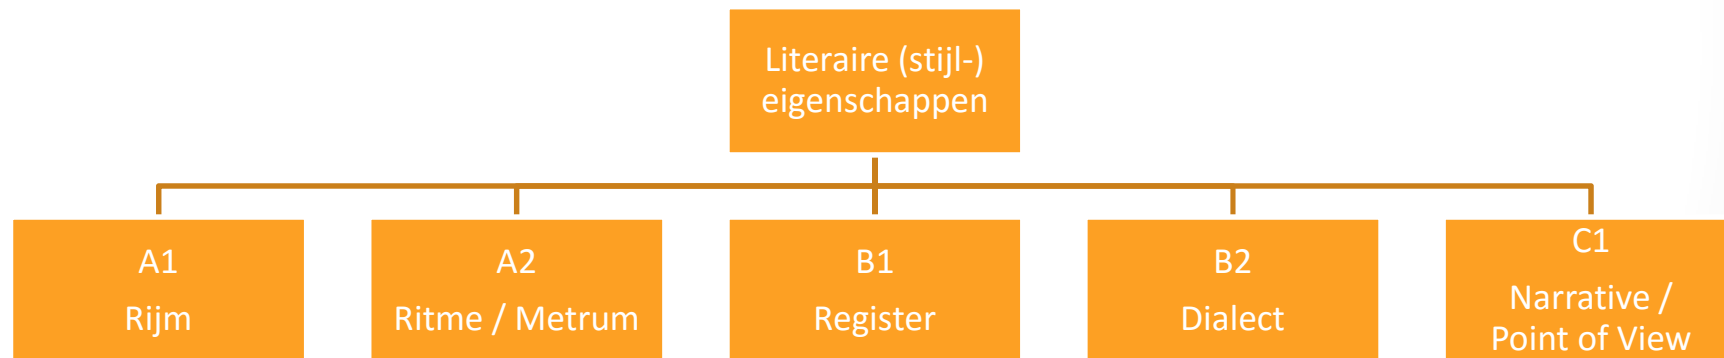 Literaire (stijl-)
eigenschappen
A1
Rijm
A2
Ritme / Metrum
B1
Register
B2
Dialect
C1
Narrative /
Point of View